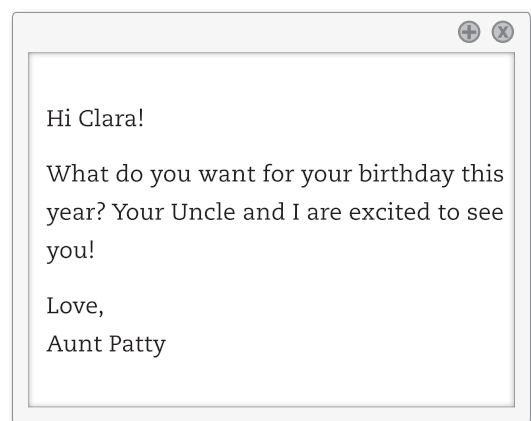 Hi Clara!
What do you want for your birthday this
year? Your Uncle and I are excited to see
you!
Love,
Aunt Patty